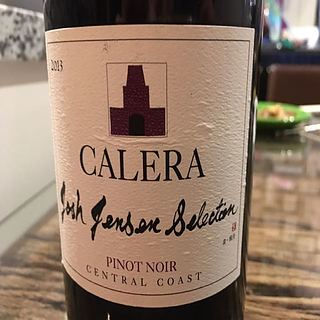 2013
CALERA
Josh Jensen Selection
PINOT NOIR
CENTRAL COAST